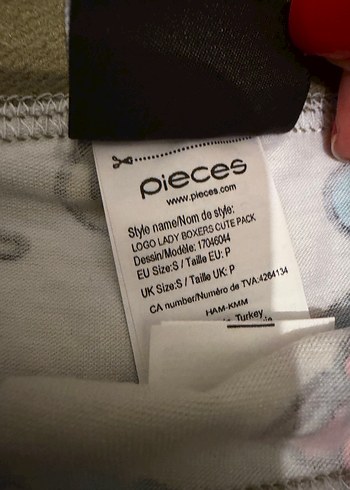 pieces
www.pieces.com
Style name/Nom de style:
LOGO LADY BOXERS CUTE PACK
Dessin/Modéle: 17046044
EU Size:S / Taille EU: P
UK Size:S / Taille UK: P
CA number/Numéro de TVA:4264134
HAM-KMM
Turkey